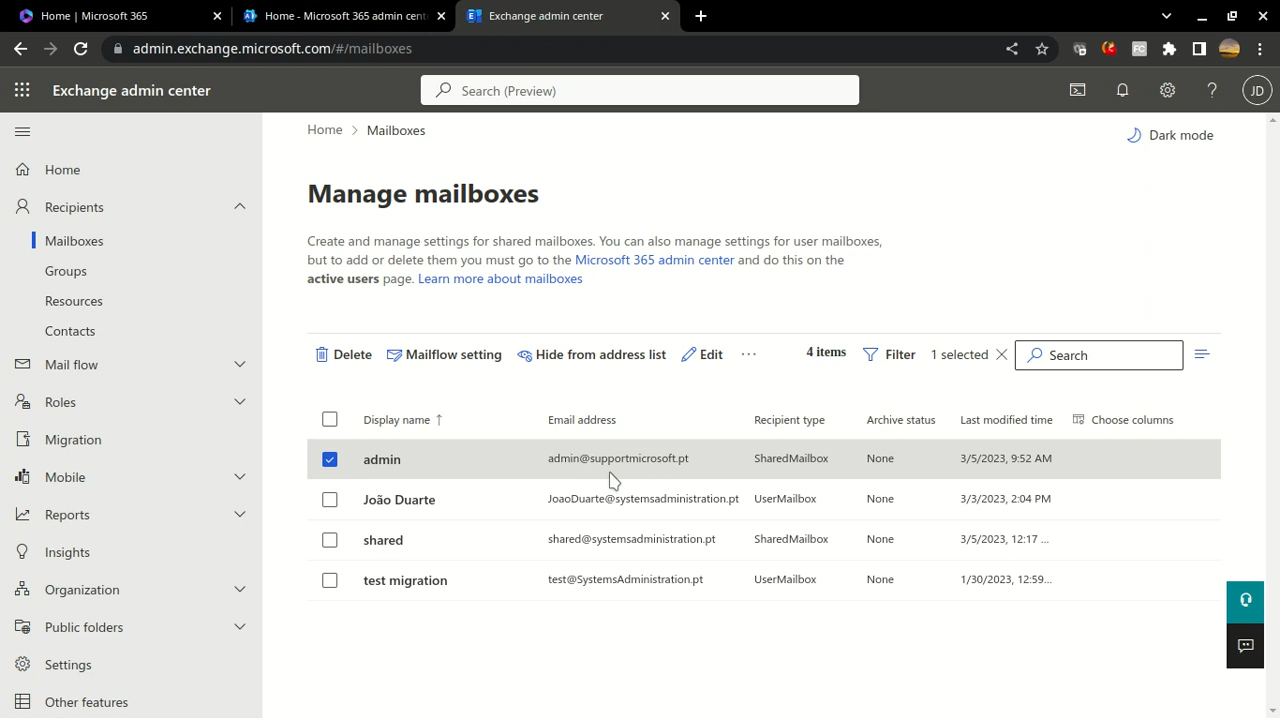 Home | Microsoft 365
Home - Microsoft 365 admin cent
Exchange admin center
admin.exchange.microsoft.com/#/mailboxes
FC
Exchange admin center
Search (Preview)
JD
Home > Mailboxes
Dark mode
Home
Recipients
Mailboxes
Groups
Resources
Contacts
Mail flow
Roles
Migration
Mobile
Reports
Insights
Organization
Public folders
Settings
Other features
Manage mailboxes
Create and manage settings for shared mailboxes. You can also manage settings for user mailboxes,
but to add or delete them you must go to the Microsoft 365 admin center and do this on the
active users page. Learn more about mailboxes
Delete Mailflow setting Hide from address list Edit ... 4 items Filter 1 selected Search
Display name ↑ Email address Recipient type Archive status Last modified time Choose columns
admin admin@supportmicrosoft.pt SharedMailbox None 3/5/2023, 9:52 AM
João Duarte JoaoDuarte@systemsadministration.pt UserMailbox None 3/3/2023, 2:04 PM
shared shared@systemsadministration.pt SharedMailbox None 3/5/2023, 12:17 ...
test migration test@SystemsAdministration.pt UserMailbox None 1/30/2023, 12:59...